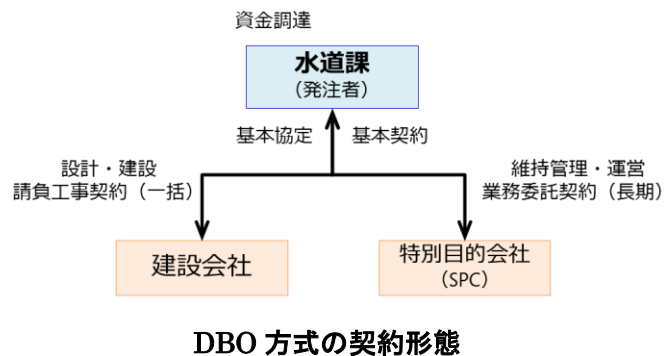 資金調達
水道課
(発注者)
基本協定 基本契約
設計・建設
請負工事契約（一括）
維持管理・運営
業務委託契約（長期）
建設会社
特別目的会社
（SPC）
DBO 方式の契約形態